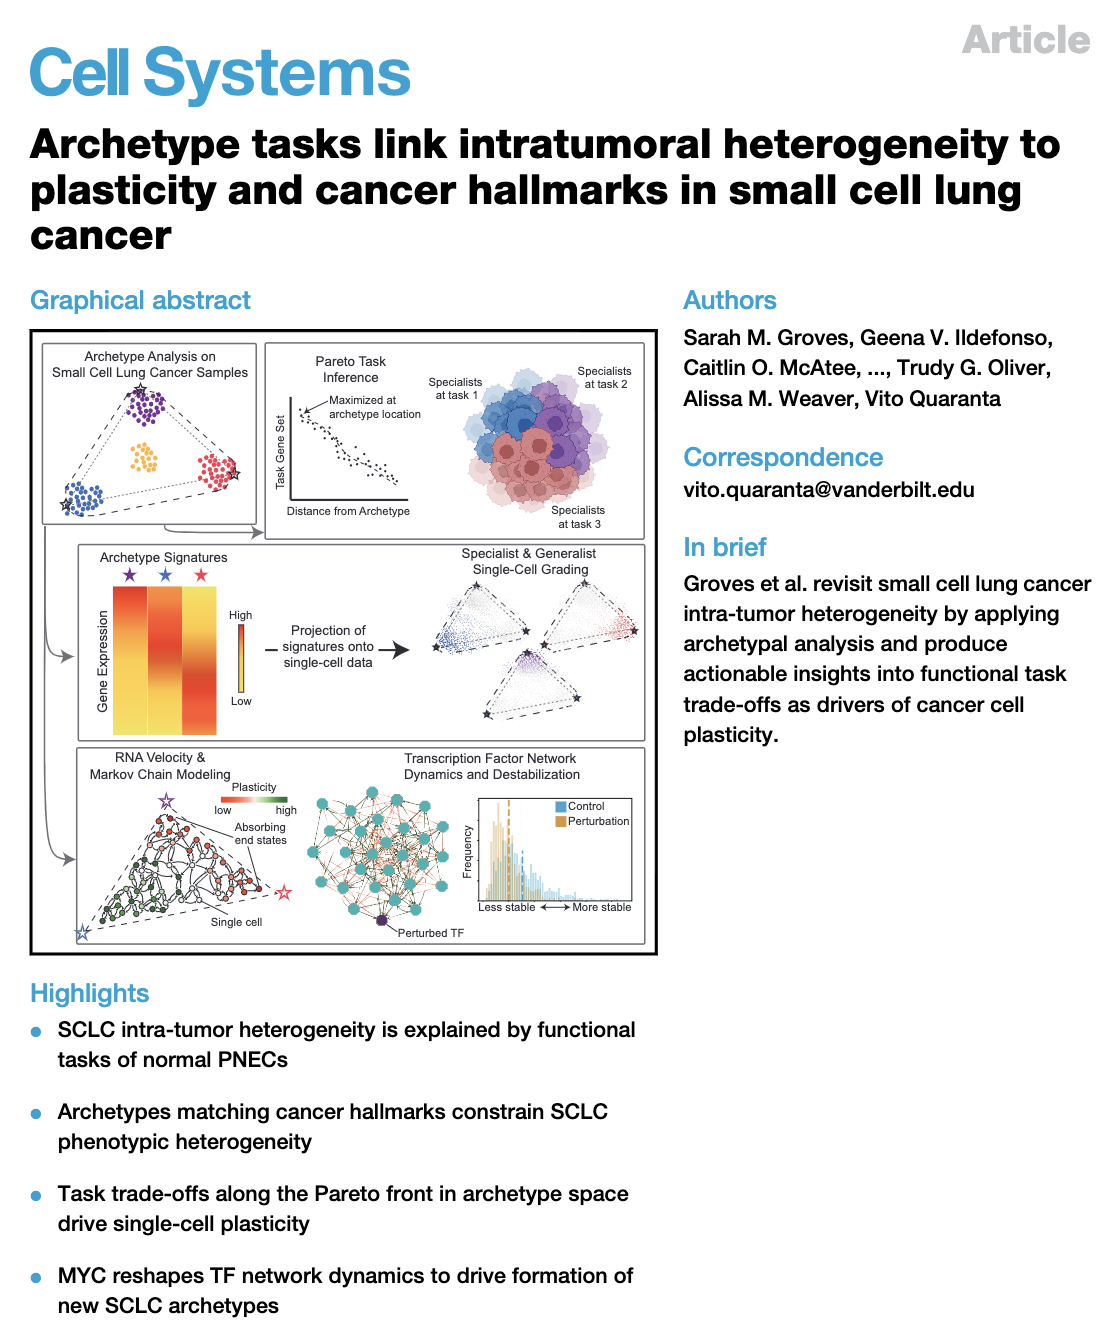 Article
Cell Systems
Archetype tasks link intratumoral heterogeneity to
plasticity and cancer hallmarks in small cell lung
cancer
Graphical abstract
Archetype Analysis on
Small Cell Lung Cancer Samples
Pareto Task
Inference
Maximized at
archetype location
Task Gene Set
Distance from Archetype
Specialists
at task 1
Specialists
at task 2
Specialists
at task 3
Archetype Signatures
Gene Expression
High
Low
Projection of
signatures onto
single-cell data
Specialist & Generalist
Single-Cell Grading
RNA Velocity &
Markov Chain Modeling
Plasticity
low high
Absorbing
end states
Single cell
Transcription Factor Network
Dynamics and Destabilization
Perturbed TF
Control
Perturbation
Frequency
Less stable More stable
Highlights
SCLC intra-tumor heterogeneity is explained by functional
tasks of normal PNECs
Archetypes matching cancer hallmarks constrain SCLC
phenotypic heterogeneity
Task trade-offs along the Pareto front in archetype space
drive single-cell plasticity
MYC reshapes TF network dynamics to drive formation of
new SCLC archetypes
Authors
Sarah M. Groves, Geena V. Ildefonso,
Caitlin O. McAtee, ..., Trudy G. Oliver,
Alissa M. Weaver, Vito Quaranta
Correspondence
vito.quaranta@vanderbilt.edu
In brief
Groves et al. revisit small cell lung cancer
intra-tumor heterogeneity by applying
archetypal analysis and produce
actionable insights into functional task
trade-offs as drivers of cancer cell
plasticity.